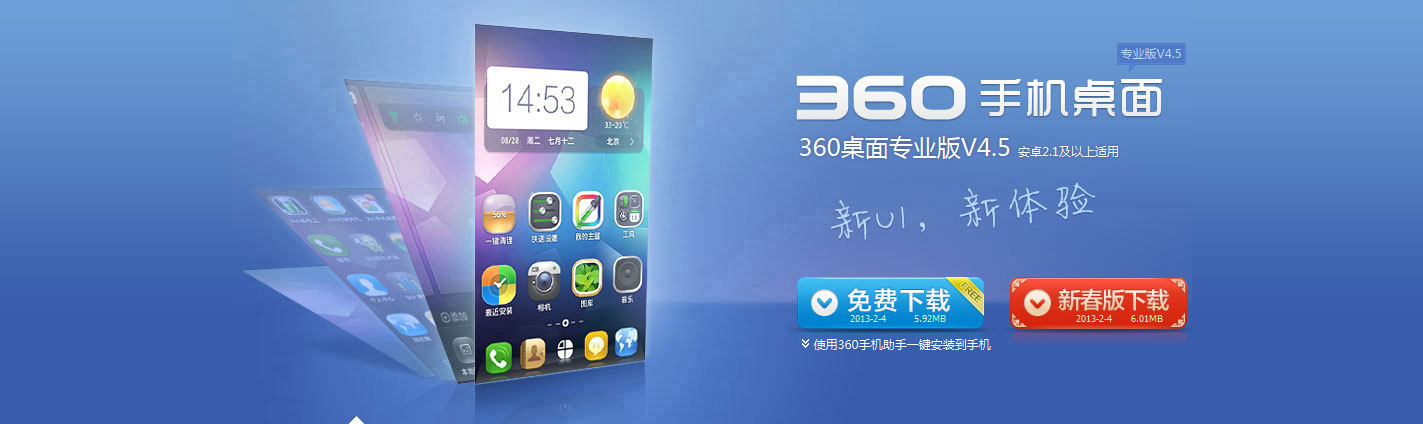 专业版V4.5
360 手机桌面
360桌面专业版V4.5 安卓2.1及以上适用
新UI，新体验
免费下载
FREE
2013-2-4 5.92MB
新春版下载
2013-2-4 6.01MB
使用360手机助手一键安装到手机
14:53
33~20℃
08/28 周二 七月十二
北京
56%
一键清理 快速设置 我的主题 工具
最近安装 相机 图库 音乐
添加